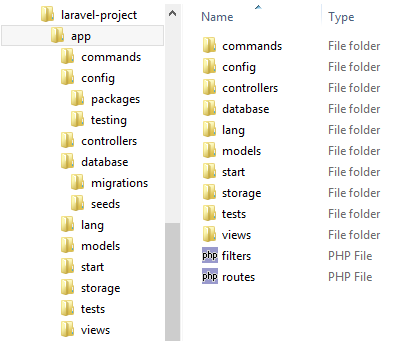 laravel-project
app
commands
config
packages
testing
controllers
database
migrations
seeds
lang
models
start
storage
tests
views
Name Type
commands File folder
config File folder
controllers File folder
database File folder
lang File folder
models File folder
start File folder
storage File folder
tests File folder
views File folder
php filters PHP File
php routes PHP File